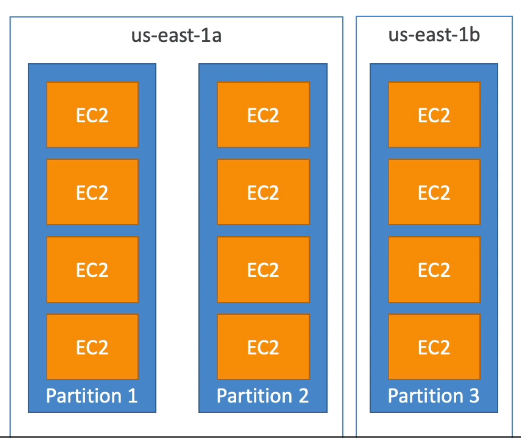 us-east-1a
us-east-1b
EC2
EC2
EC2
EC2
Partition 1
EC2
EC2
EC2
EC2
Partition 2
EC2
EC2
EC2
EC2
Partition 3